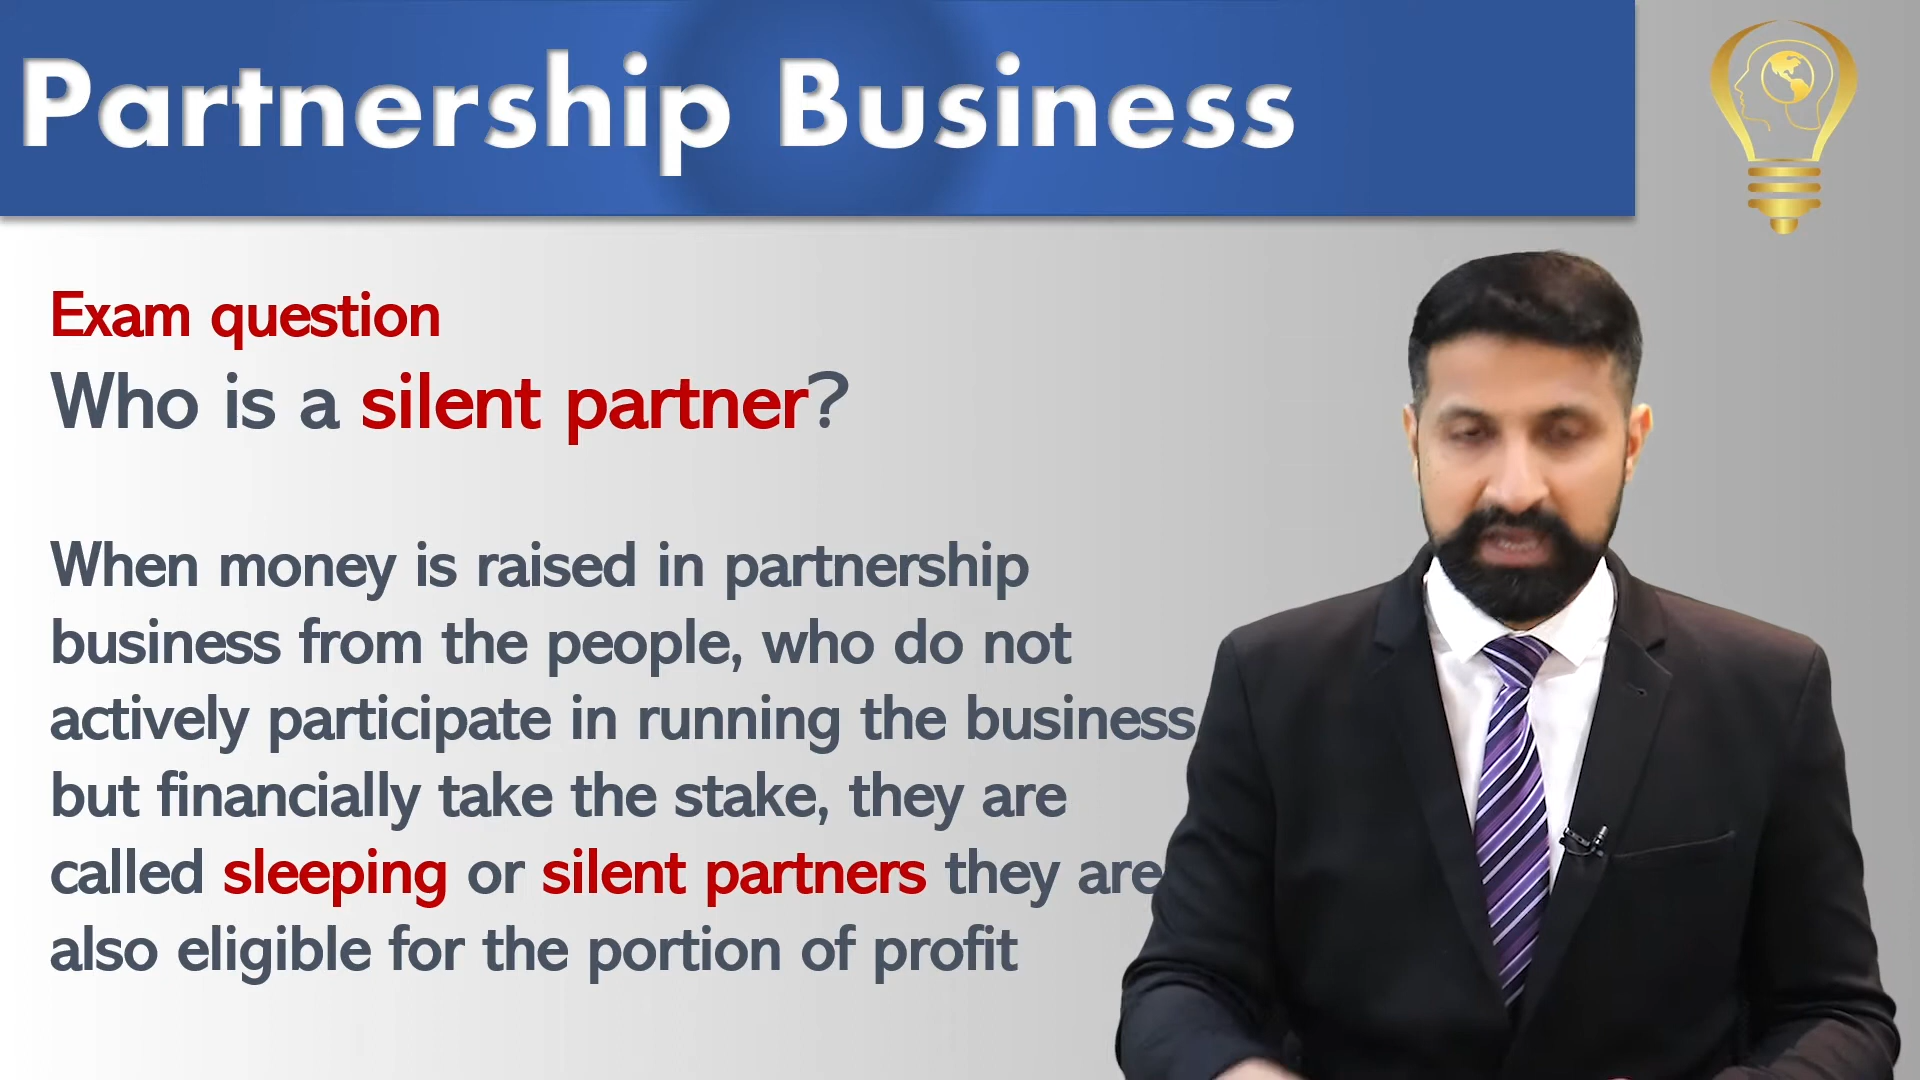 Partnership Business
Exam question
Who is a silent partner?
When money is raised in partnership
business from the people, who do not
actively participate in running the business
but financially take the stake, they are
called sleeping or silent partners they are
also eligible for the portion of profit